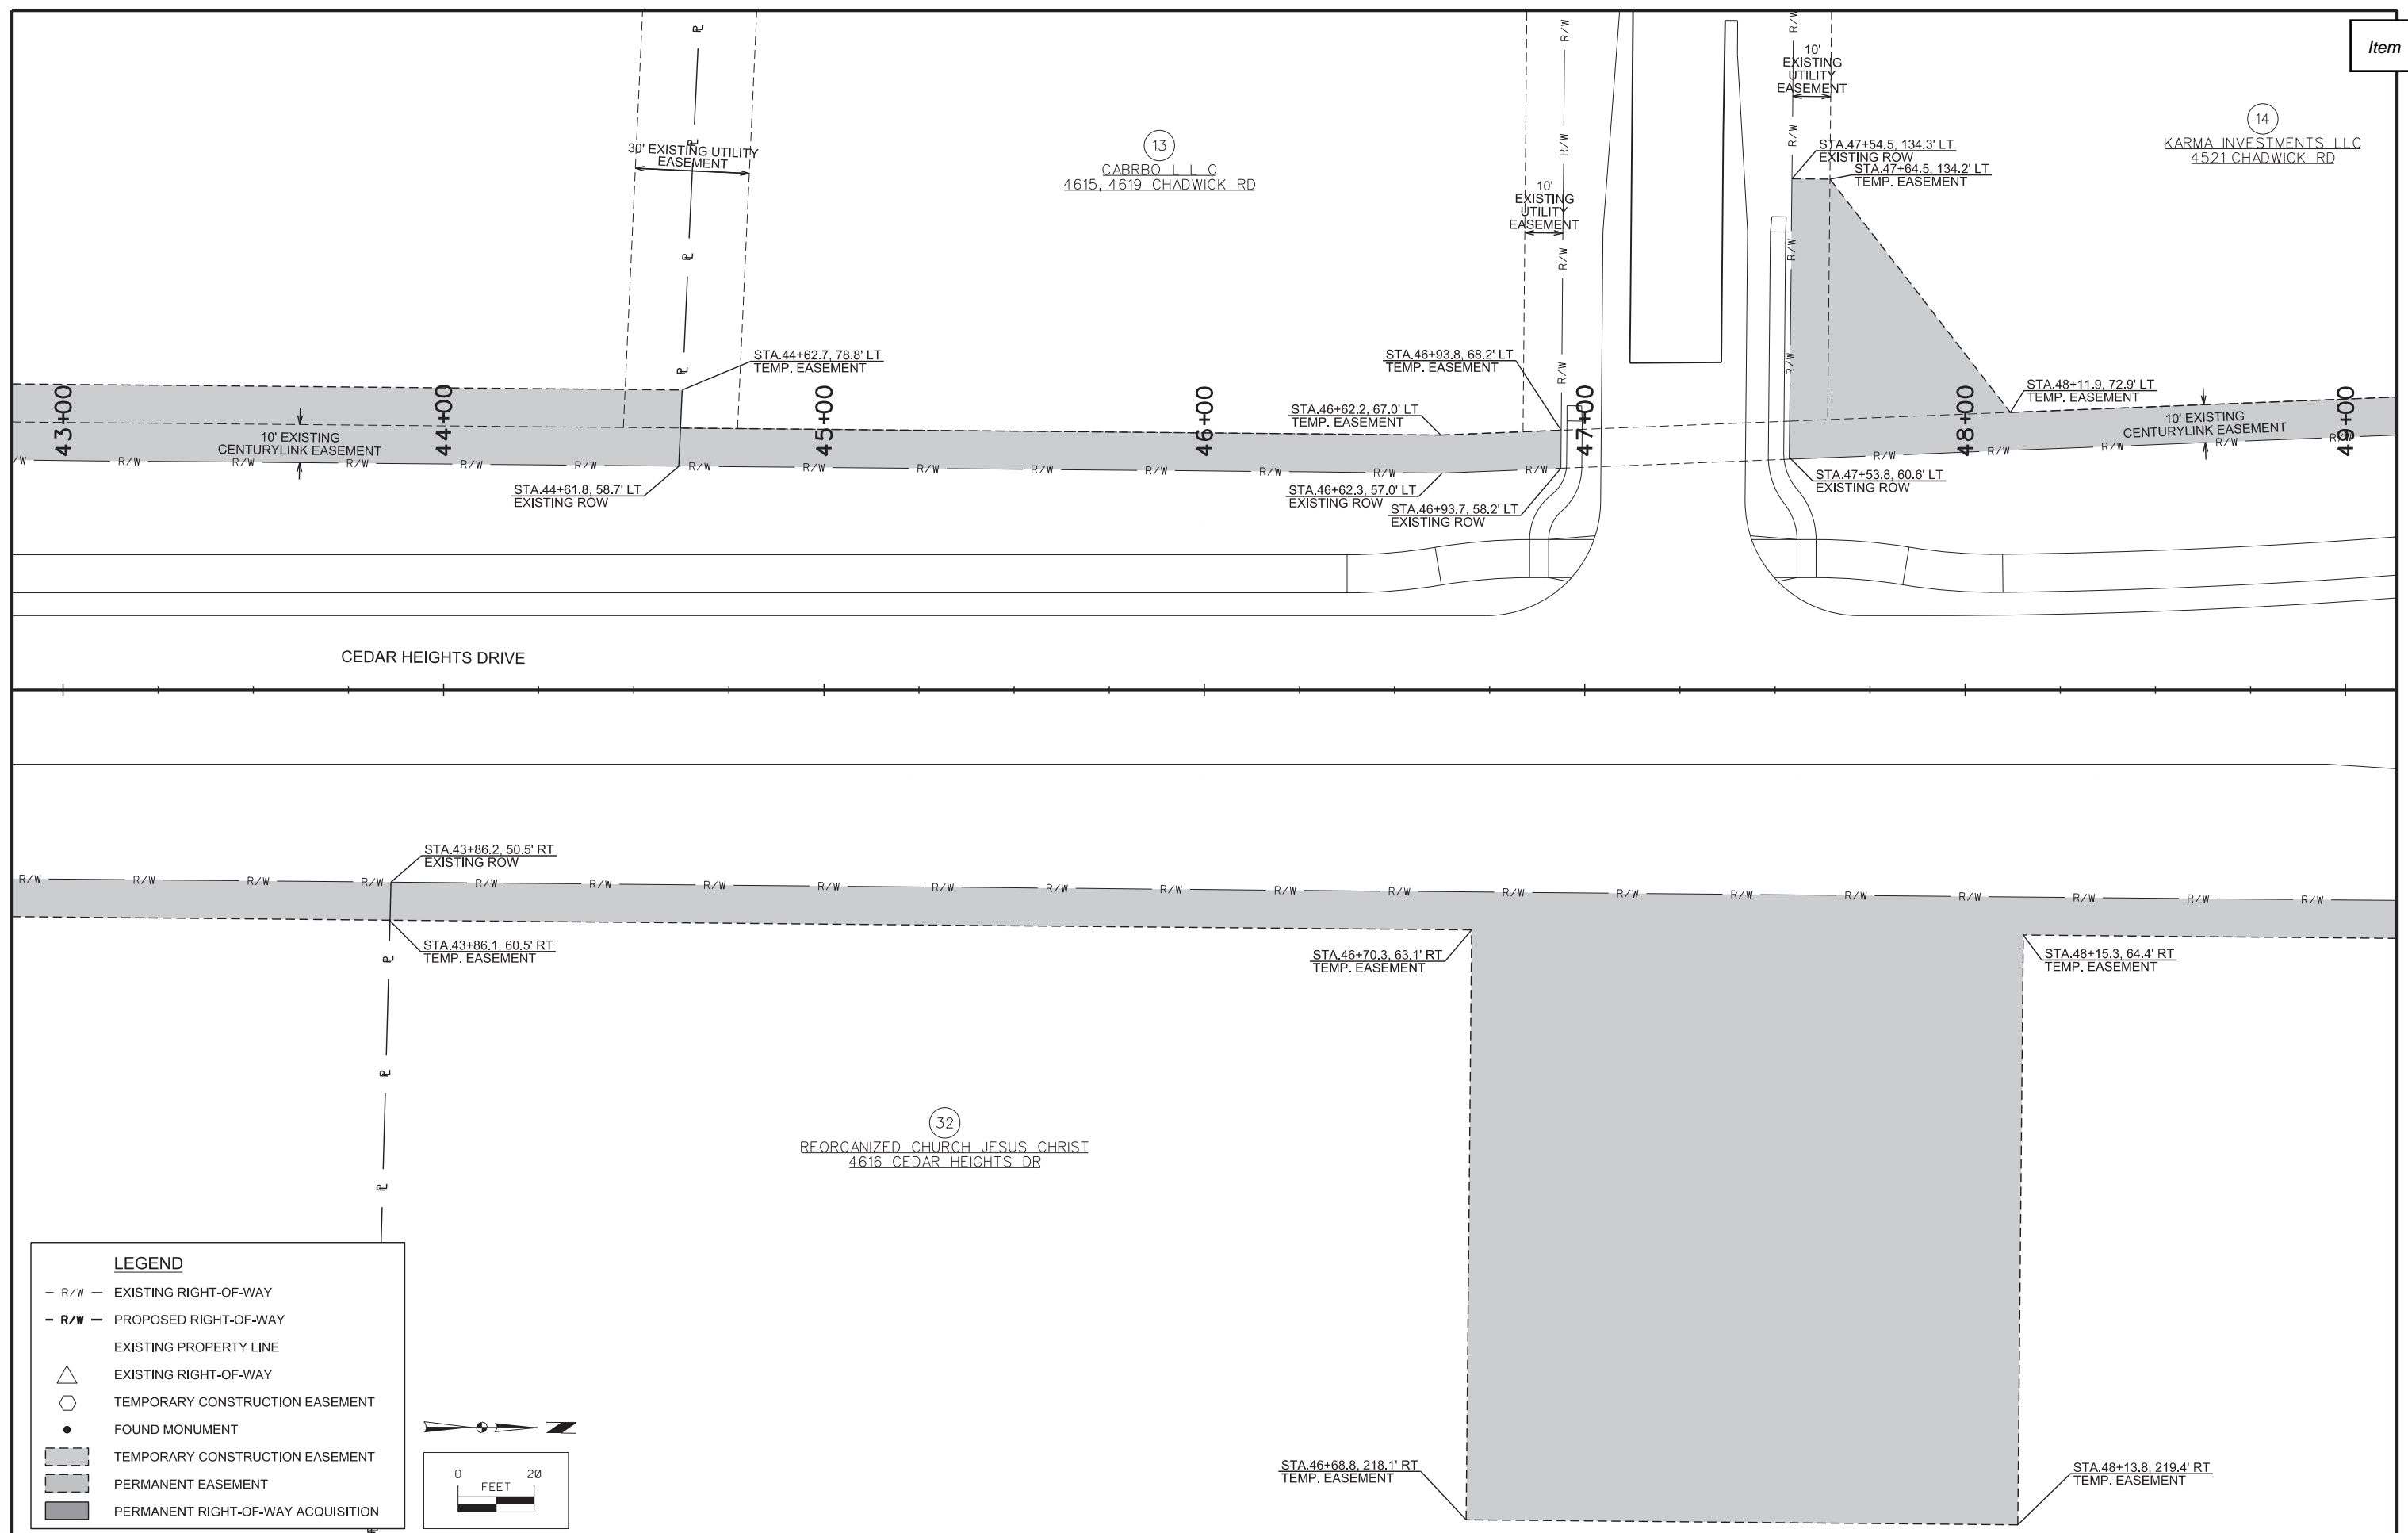 Item
10'
EXISTING
UTILITY
EASEMENT
14
KARMA INVESTMENTS LLC
4521 CHADWICK RD
13
CABRBO L L C
4615, 4619 CHADWICK RD
30' EXISTING UTILITY
EASEMENT
STA.47+54.5, 134.3' LT
EXISTING ROW
STA.47+64.5, 134.2' LT
TEMP. EASEMENT
10'
EXISTING
UTILITY
EASEMENT
STA.44+62.7, 78.8' LT
TEMP. EASEMENT
STA.46+93.8, 68.2' LT
TEMP. EASEMENT
STA.46+62.2, 67.0' LT
TEMP. EASEMENT
STA.48+11.9, 72.9' LT
TEMP. EASEMENT
43+00
44+00
45+00
46+00
47+00
48+00
49+00
10' EXISTING
CENTURYLINK EASEMENT
10' EXISTING
CENTURYLINK EASEMENT
R/W R/W R/W R/W R/W R/W R/W R/W R/W R/W R/W R/W R/W R/W R/W R/W R/W R/W R/W
STA.44+61.8, 58.7' LT
EXISTING ROW
STA.46+62.3, 57.0' LT
EXISTING ROW
STA.46+93.7, 58.2' LT
EXISTING ROW
STA.47+53.8, 60.6' LT
EXISTING ROW
CEDAR HEIGHTS DRIVE
STA.43+86.2, 50.5' RT
EXISTING ROW
R/W R/W R/W R/W R/W R/W R/W R/W R/W R/W R/W R/W R/W R/W R/W R/W R/W R/W R/W R/W R/W
STA.43+86.1, 60.5' RT
TEMP. EASEMENT
STA.46+70.3, 63.1' RT
TEMP. EASEMENT
STA.48+15.3, 64.4' RT
TEMP. EASEMENT
32
REORGANIZED CHURCH JESUS CHRIST
4616 CEDAR HEIGHTS DR
LEGEND
R/W EXISTING RIGHT-OF-WAY
R/W PROPOSED RIGHT-OF-WAY
EXISTING PROPERTY LINE
EXISTING RIGHT-OF-WAY
TEMPORARY CONSTRUCTION EASEMENT
FOUND MONUMENT
TEMPORARY CONSTRUCTION EASEMENT
PERMANENT EASEMENT
PERMANENT RIGHT-OF-WAY ACQUISITION
N
0 20
FEET
STA.46+68.8, 218.1' RT
TEMP. EASEMENT
STA.48+13.8, 219.4' RT
TEMP. EASEMENT